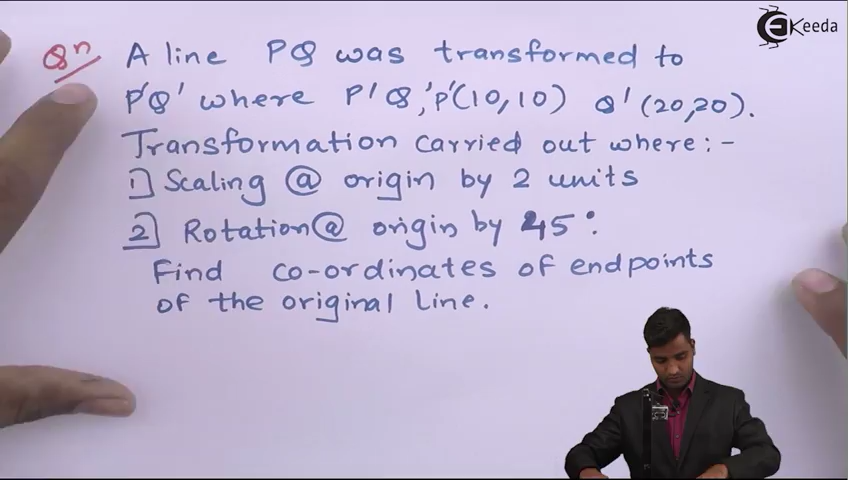 EKeeda
Qn A line PQ was transformed to
P'Q' where P'Q', P'(10,10) Q'(20,20).
Transformation carried out where:-
1] Scaling @ origin by 2 units
2] Rotation @ origin by 45°.
Find co-ordinates of endpoints
of the original line.